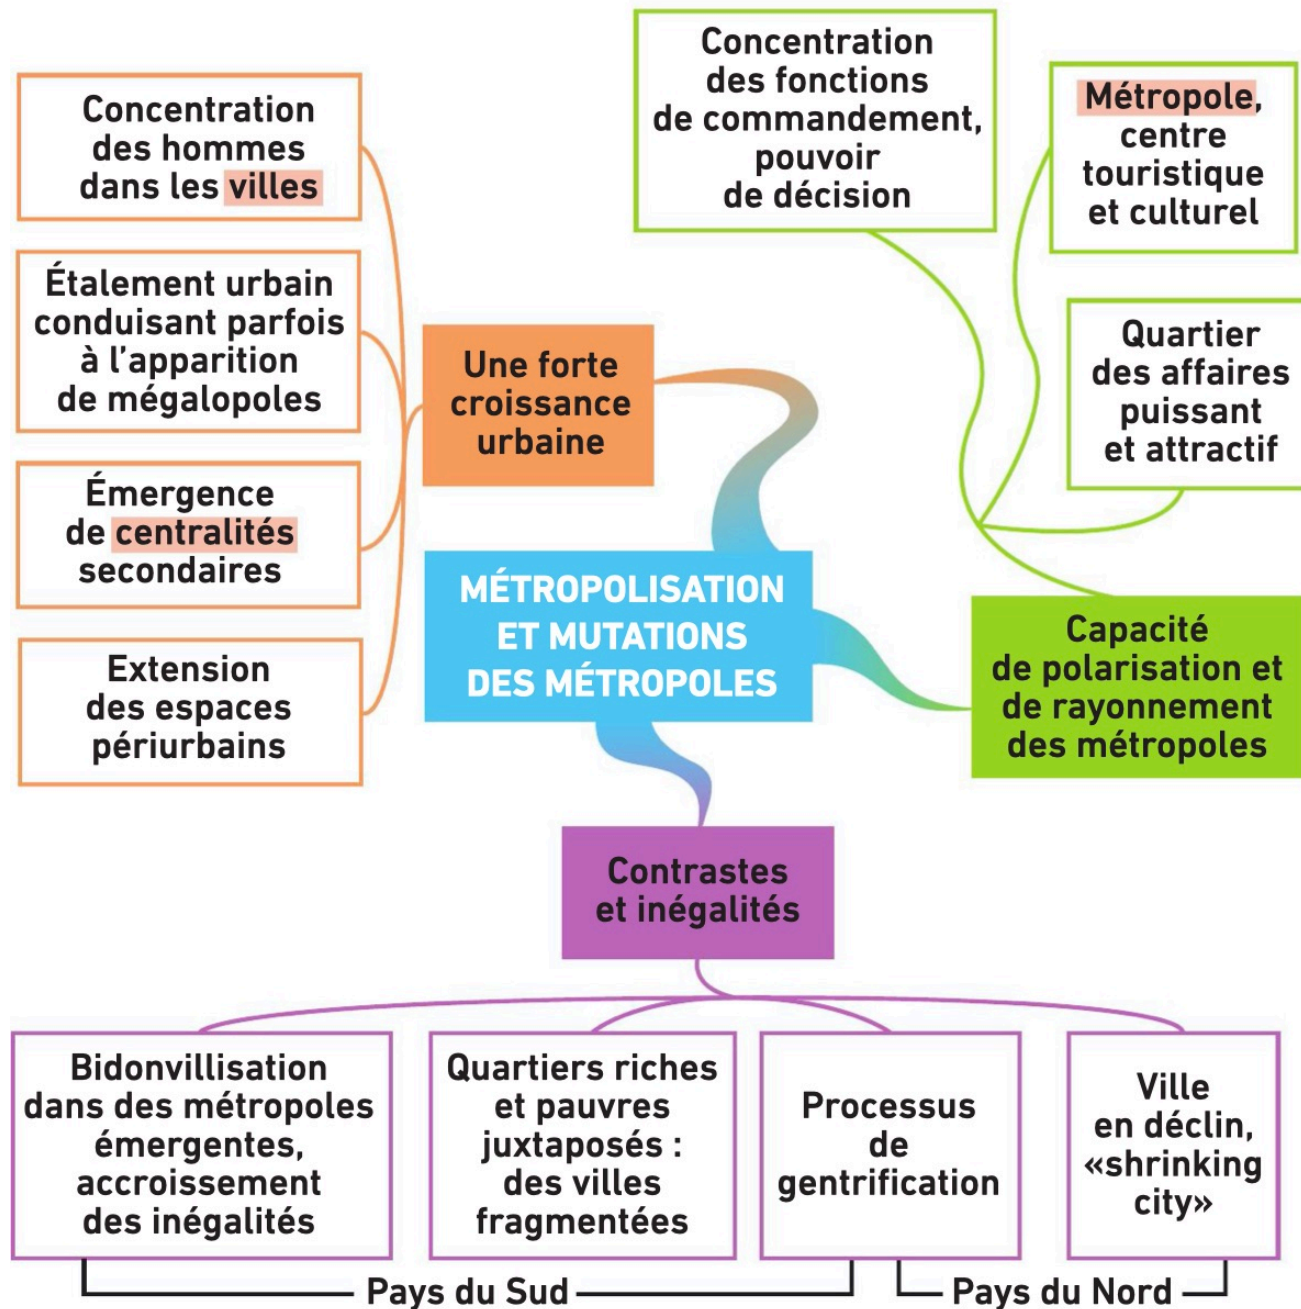 Concentration
des hommes
dans les villes
Étalement urbain
conduisant parfois
à l'apparition
de mégalopoles
Émergence
de centralités
secondaires
Extension
des espaces
périurbains
Une forte
croissance
urbaine
Concentration
des fonctions
de commandement,
pouvoir
de décision
Métropole,
centre
touristique
et culturel
Quartier
des affaires
puissant
et attractif
MÉTROPOLISATION
ET MUTATIONS
DES MÉTROPOLES
Capacité
de polarisation et
de rayonnement
des métropoles
Contrastes
et inégalités
Bidonvillisation
dans des métropoles
émergentes,
accroissement
des inégalités
Quartiers riches
et pauvres
juxtaposés :
des villes
fragmentées
Processus
de
gentrification
Ville
en déclin,
«shrinking
city»
Pays du Sud
Pays du Nord